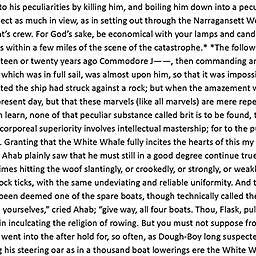 to his peculiarities by killing him, and boiling him down into a pecu
ect as much in view, as in setting out through the Narragansett W
at's crew. For God's sake, be economical with your lamps and cand
s within a few miles of the scene of the catastrophe.* *The follow
teen or twenty years ago Commodore J——, then commanding ar
which was in full sail, was almost upon him, so that it was impossi
ted the ship had struck against a rock; but when the amazement v
present day, but that these marvels (like all marvels) are mere repe
n learn, none of that peculiar substance called brit is to be found, t
corporeal superiority involves intellectual mastership; for to the pu
. Granting that the White Whale fully incites the hearts of this my
Ahab plainly saw that he must still in a good degree continue true
imes hitting the woof slantingly, or crookedly, or strongly, or weakl
ock ticks, with the same undeviating and reliable uniformity. And t
been deemed one of the spare boats, though technically called the
yourselves," cried Ahab; "give way, all four boats. Thou, Flask, pul
in inculcating the religion of rowing. But you must not suppose fro
went into the after hold for, so often, as Dough-Boy long suspecte
g his steering oar as in a thousand boat lowerings ere the White W